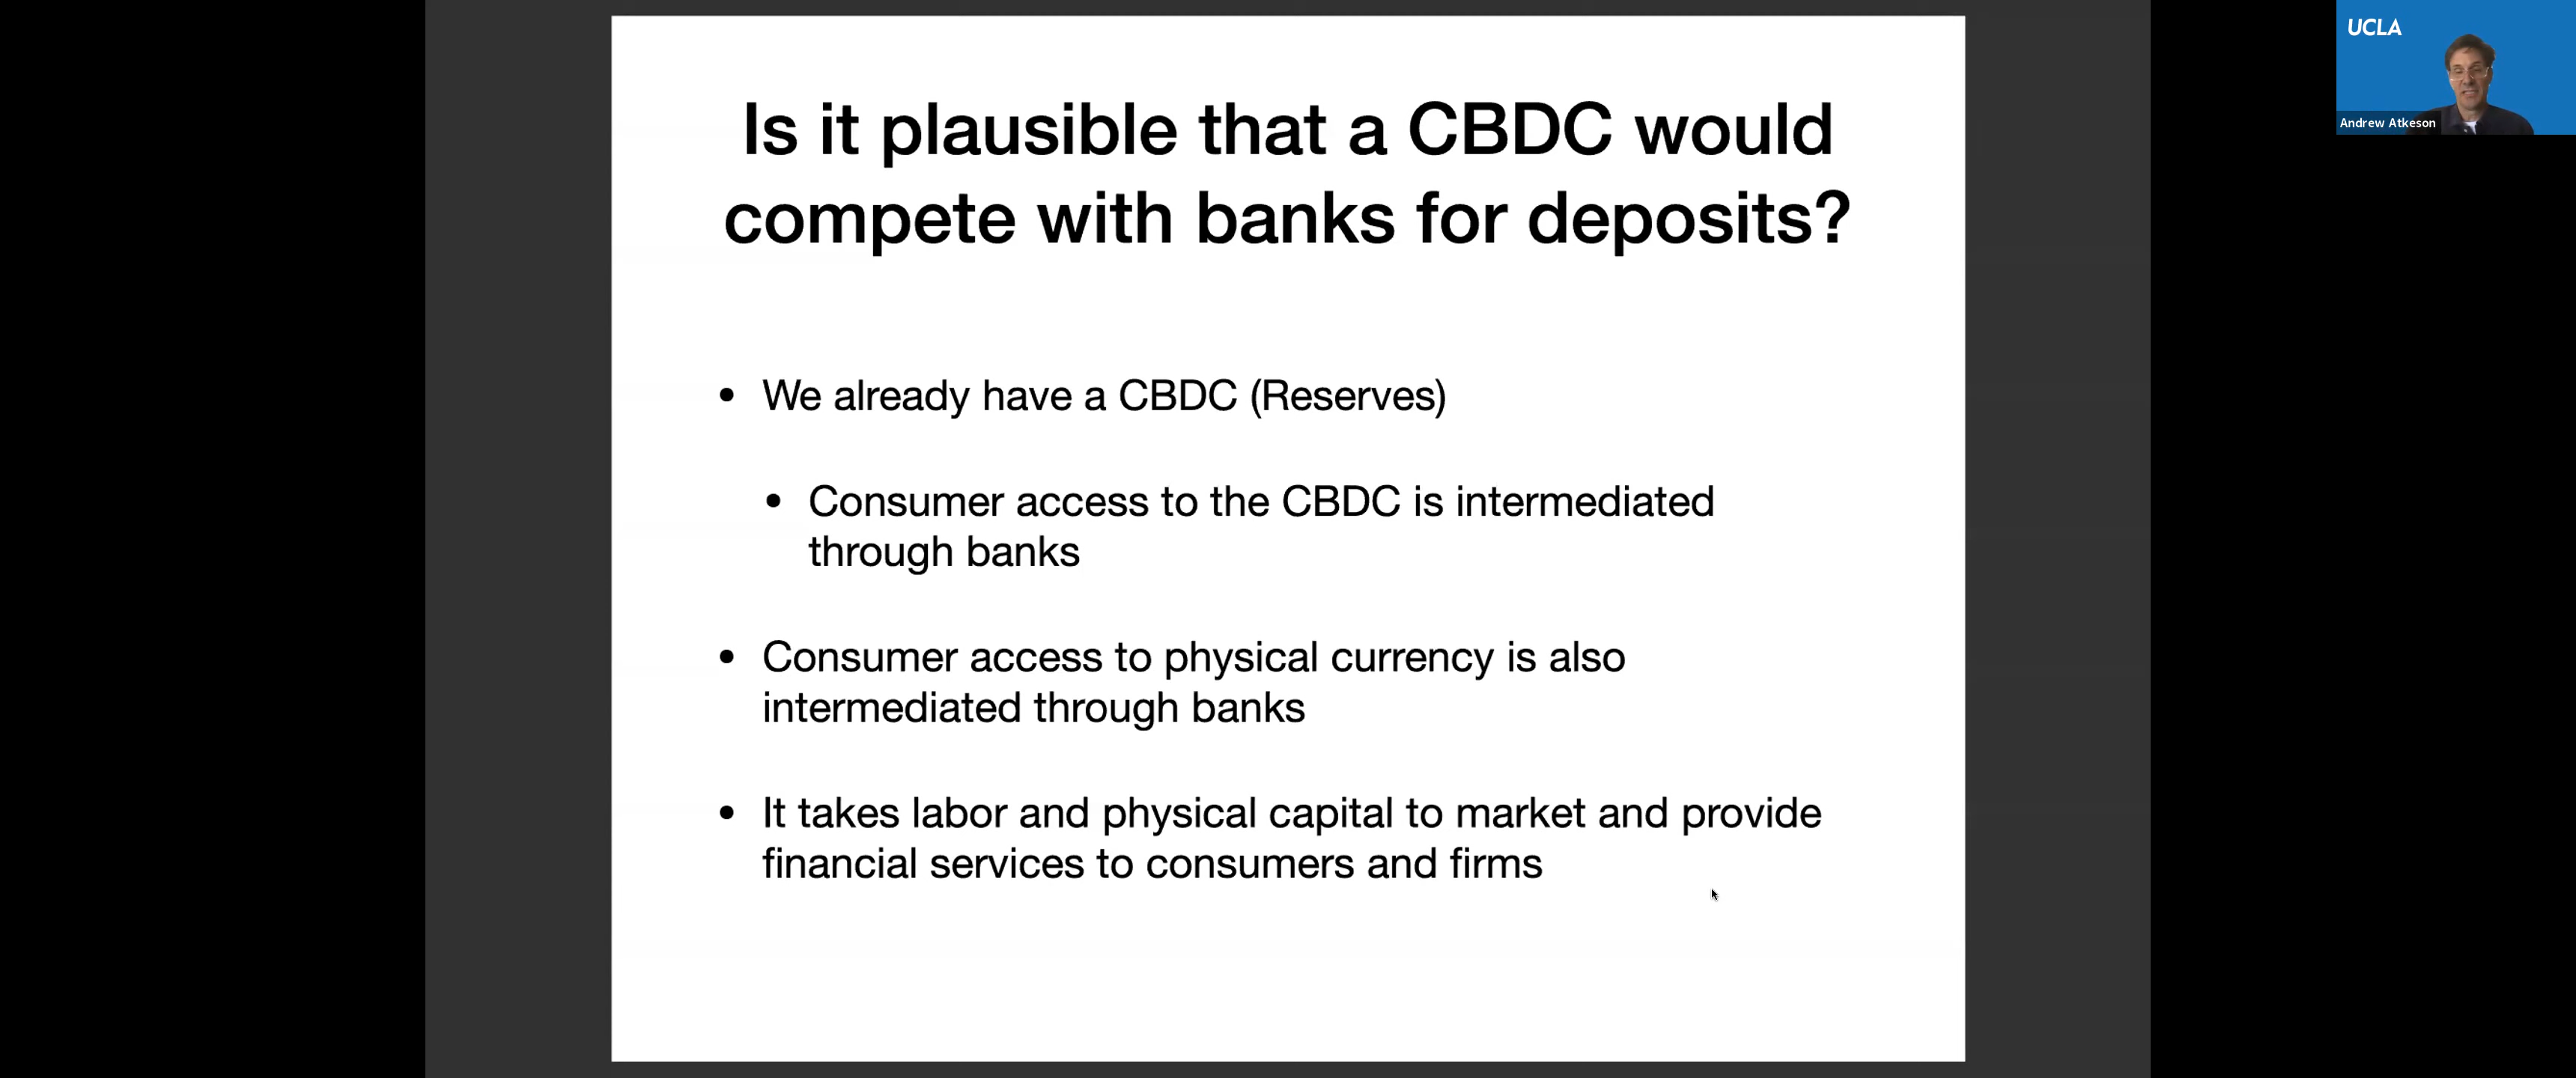 Is it plausible that a CBDC would
compete with banks for deposits?
• We already have a CBDC (Reserves)
• Consumer access to the CBDC is intermediated
through banks
• Consumer access to physical currency is also
intermediated through banks
• It takes labor and physical capital to market and provide
financial services to consumers and firms
UCLA
Andrew Atkeson